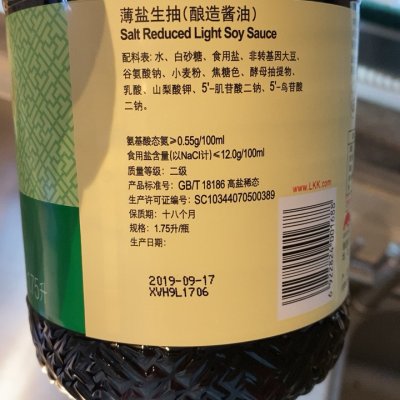 薄盐生抽(酿造酱油)
Salt Reduced Light Soy Sauce
配料表: 水、白砂糖、食用盐、非转基因大豆、
谷氨酸钠、小麦粉、焦糖色、酵母抽提物、
乳酸、山梨酸钾、5'-肌苷酸二钠、5'-鸟苷酸
二钠。
氨基酸态氮≥0.55g/100ml
食用盐含量(以NaCl计)≤12.0g/100ml
质量等级: 二级
产品标准号: GB/T 18186 高盐稀态
生产许可证编号: SC10344070500389
保质期: 十八个月
规格: 1.75升/瓶
生产日期:
www.LKK.com
2019-09-17
XVH9L1706
.75升